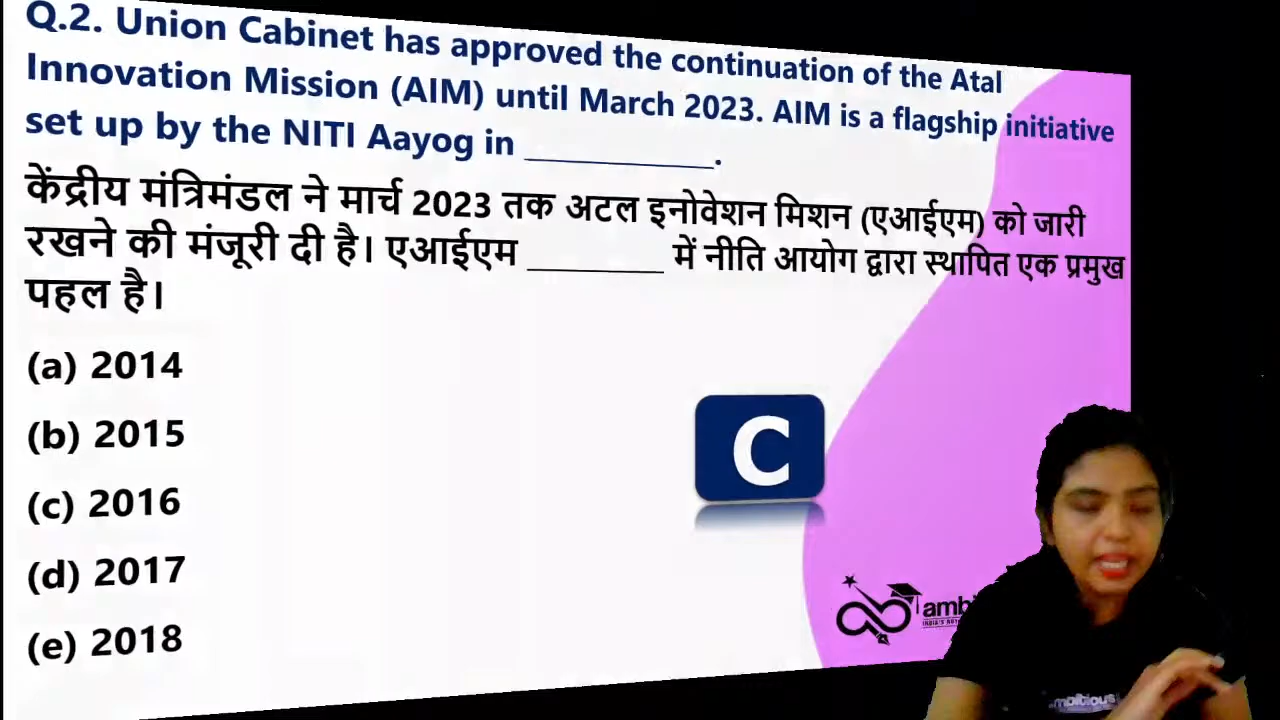 Q.2. Union Cabinet has approved the continuation of the Atal
Innovation Mission (AIM) until March 2023. AIM is a flagship initiative
set up by the NITI Aayog in __________.
केंद्रीय मंत्रिमंडल ने मार्च 2023 तक अटल इनोवेशन मिशन (एआईएम) को जारी
रखने की मंजूरी दी है। एआईएम ________ में नीति आयोग द्वारा स्थापित एक प्रमुख
पहल है।
(a) 2014
(b) 2015
(c) 2016
C
(d) 2017
(e) 2018